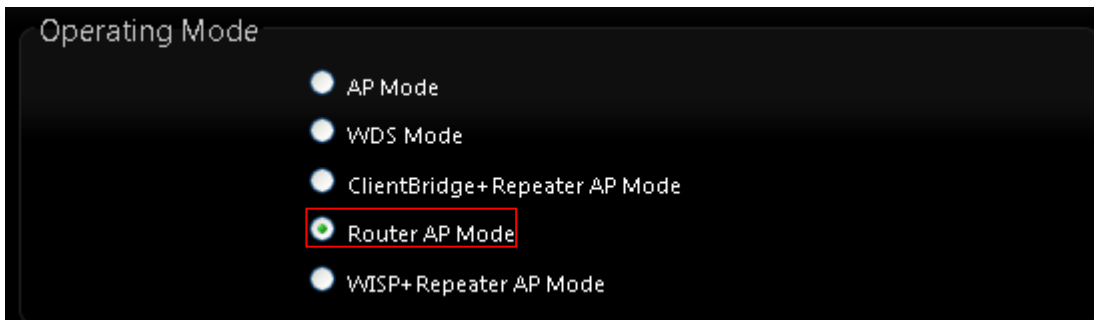 Operating Mode
AP Mode
WDS Mode
ClientBridge+Repeater AP Mode
Router AP Mode
WISP+Repeater AP Mode